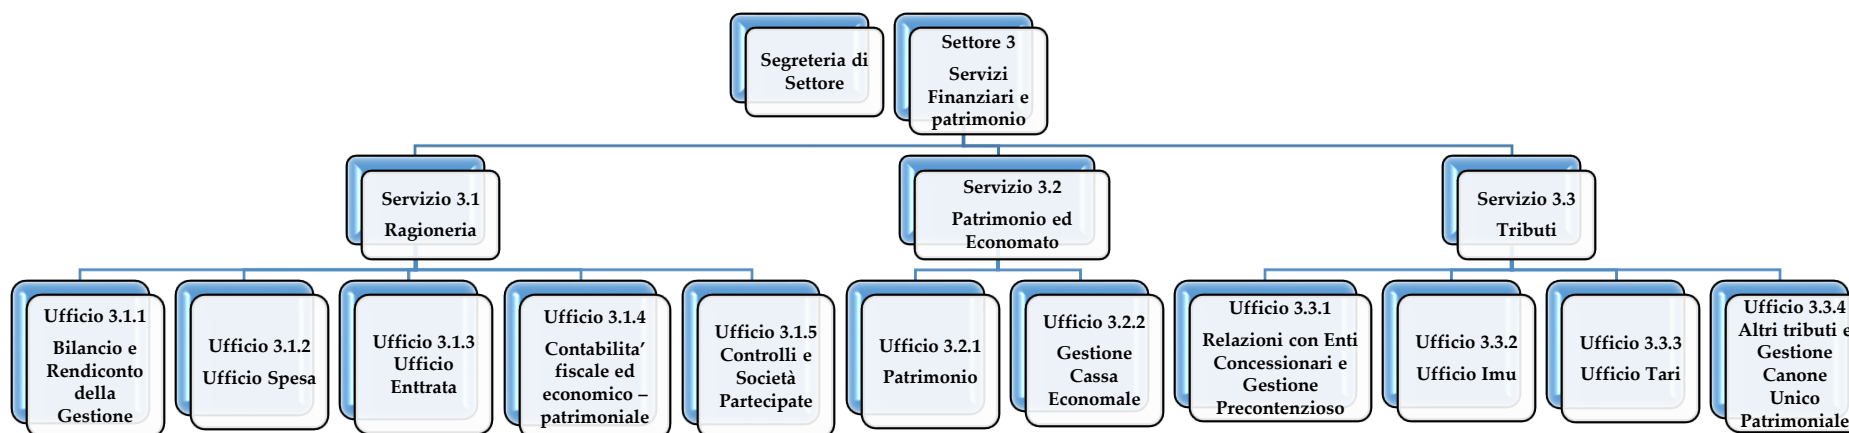 Segreteria di
Settore
Settore 3
Servizi
Finanziari e
patrimonio
Servizio 3.1
Ragioneria
Servizio 3.2
Patrimonio ed
Economato
Servizio 3.3
Tributi
Ufficio 3.1.1
Bilancio e
Rendiconto
della
Gestione
Ufficio 3.1.2
Ufficio Spesa
Ufficio 3.1.3
Ufficio
Enttrata
Ufficio 3.1.4
Contabilita’
fiscale ed
economico –
patrimoniale
Ufficio 3.1.5
Controlli e
Società
Partecipate
Ufficio 3.2.1
Patrimonio
Ufficio 3.2.2
Gestione
Cassa
Economale
Ufficio 3.3.1
Relazioni con Enti
Concessionari e
Gestione
Precontenzioso
Ufficio 3.3.2
Ufficio Imu
Ufficio 3.3.3
Ufficio Tari
Ufficio 3.3.4
Altri tributi e
Gestione
Canone
Unico
Patrimoniale